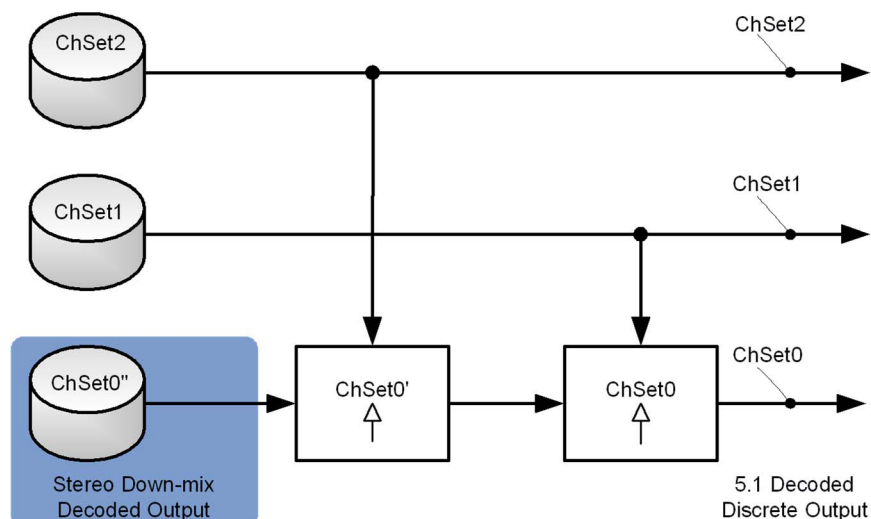 ChSet2
ChSet2
ChSet1
ChSet1
ChSet0"
ChSet0'
ChSet0
ChSet0
Stereo Down-mix
Decoded Output
5.1 Decoded
Discrete Output